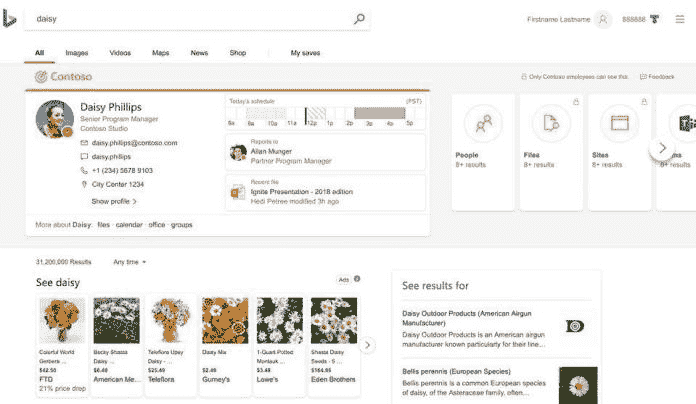 daisy
Firstname Lastname
888888
All Images Videos Maps News Shop My saves
Contoso
Only Contoso employees can see this.
Feedback
Daisy Phillips
Senior Program Manager
Contoso Studio
daisy.phillips@contoso.com
daisy.phillips
+1 (234) 5678 9103
City Center 1234
Show profile
Today's schedule (PST)
8a 9a 10a 11a 12p 1p 2p 3p 4p 5p
Reports to
Allan Munger
Partner Program Manager
Recent file
Ignite Presentation - 2018 edition
Hedi Petree modified 3h ago
More about Daisy: files · calendar · office · groups
People
8+ results
Files
8+ results
Sites
8+ results
31,200,000 Results Any time
See daisy
Ads
Colorful World
Gerbera ...
$42.50
FTD
21% price drop
Becky Shasta
Daisy ...
$6.49
American Me...
Teleflora Upsy
Daisy - ...
$25.49
Teleflora
Daisy Mix
$2.49
Gurney's
1-Quart Potted
Montauk ...
$3.48
Lowe's
Shasta Daisy
Seeds - 5 ...
$164.95
Eden Brothers
See results for
Daisy Outdoor Products (American Airgun
Manufacturer)
Daisy Outdoor Products is an American airgun
manufacturer known particularly for their line...
Bellis perennis (European Species)
Bellis perennis is a common European species
of daisy, of the Asteraceae family, often...